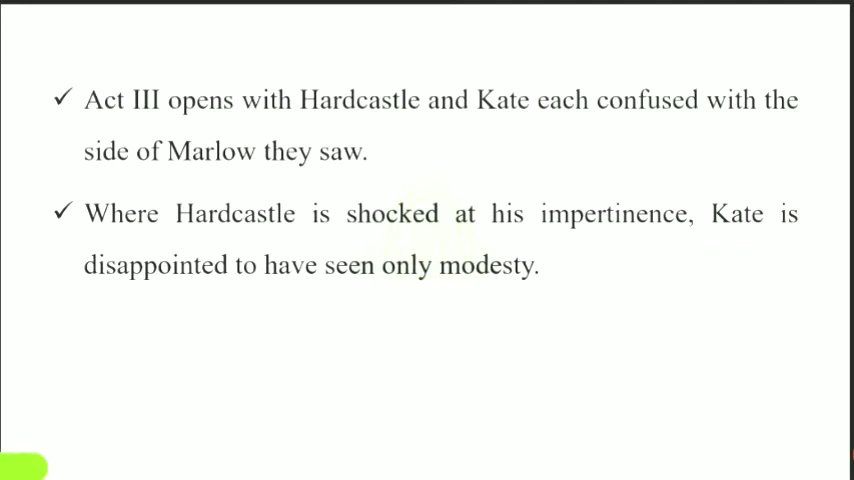 ✓ Act III opens with Hardcastle and Kate each confused with the
side of Marlow they saw.
✓ Where Hardcastle is shocked at his impertinence, Kate is
disappointed to have seen only modesty.